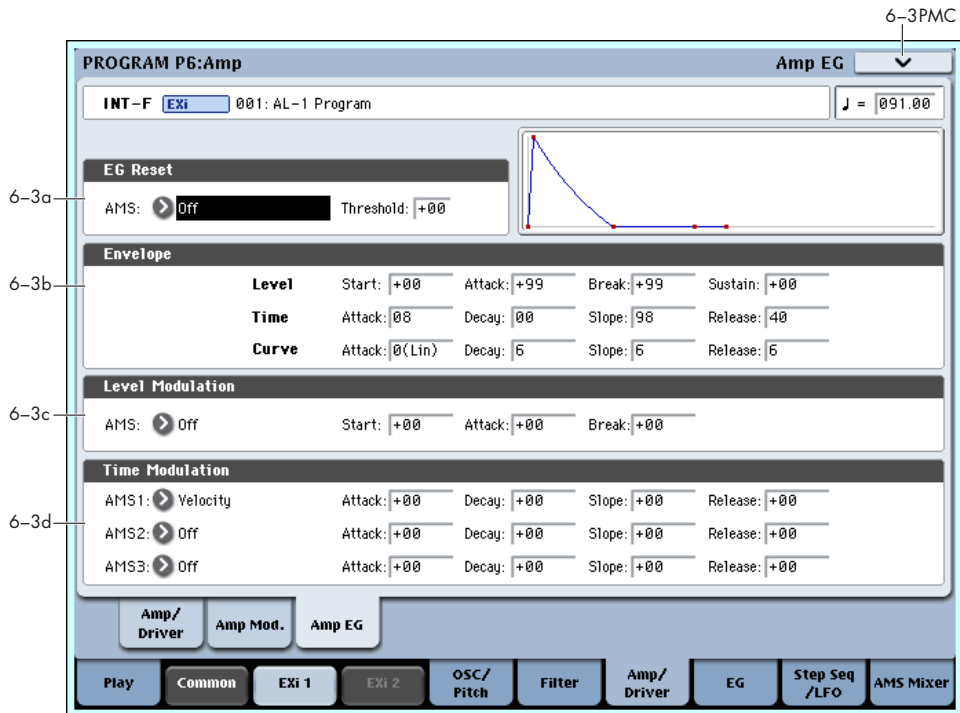 6–3PMC
PROGRAM P6:Amp Amp EG
INT–F EXi 001: AL–1 Program ♩ = 091.00
EG Reset
6–3a
AMS: Off Threshold: +00
Envelope
6–3b
Level Start: +00 Attack: +99 Break: +99 Sustain: +00
Time Attack: 08 Decay: 00 Slope: 98 Release: 40
Curve Attack: 0(Lin) Decay: 6 Slope: 6 Release: 6
Level Modulation
6–3c
AMS: Off Start: +00 Attack: +00 Break: +00
Time Modulation
AMS1: Velocity Attack: +00 Decay: +00 Slope: +00 Release: +00
6–3d
AMS2: Off Attack: +00 Decay: +00 Slope: +00 Release: +00
AMS3: Off Attack: +00 Decay: +00 Slope: +00 Release: +00
Amp/
Driver
Amp Mod.
Amp EG
Play
Common
EXi 1
EXi 2
OSC/
Pitch
Filter
Amp/
Driver
EG
Step Seq
/LFO
AMS Mixer